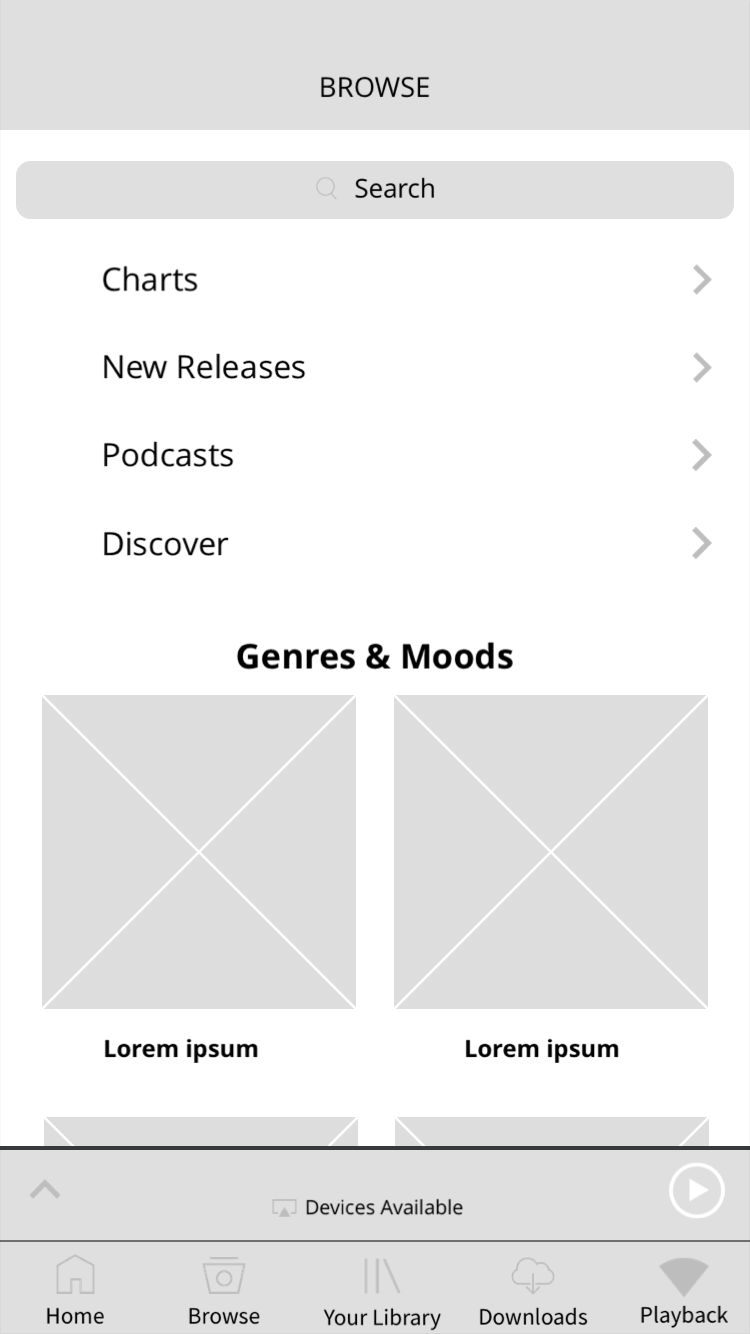 BROWSE
Search
Charts
New Releases
Podcasts
Discover
Genres & Moods
Lorem ipsum
Lorem ipsum
Devices Available
Home
Browse
Your Library
Downloads
Playback